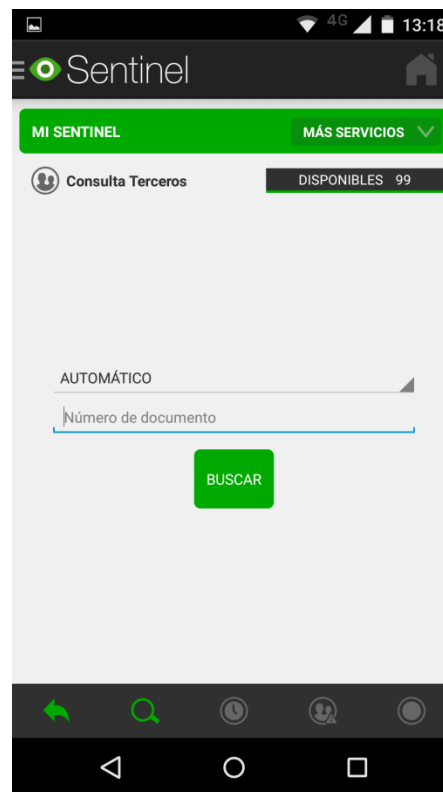 4G 13:18
Sentinel
MI SENTINEL MÁS SERVICIOS
Consulta Terceros DISPONIBLES 99
AUTOMÁTICO
Número de documento
BUSCAR